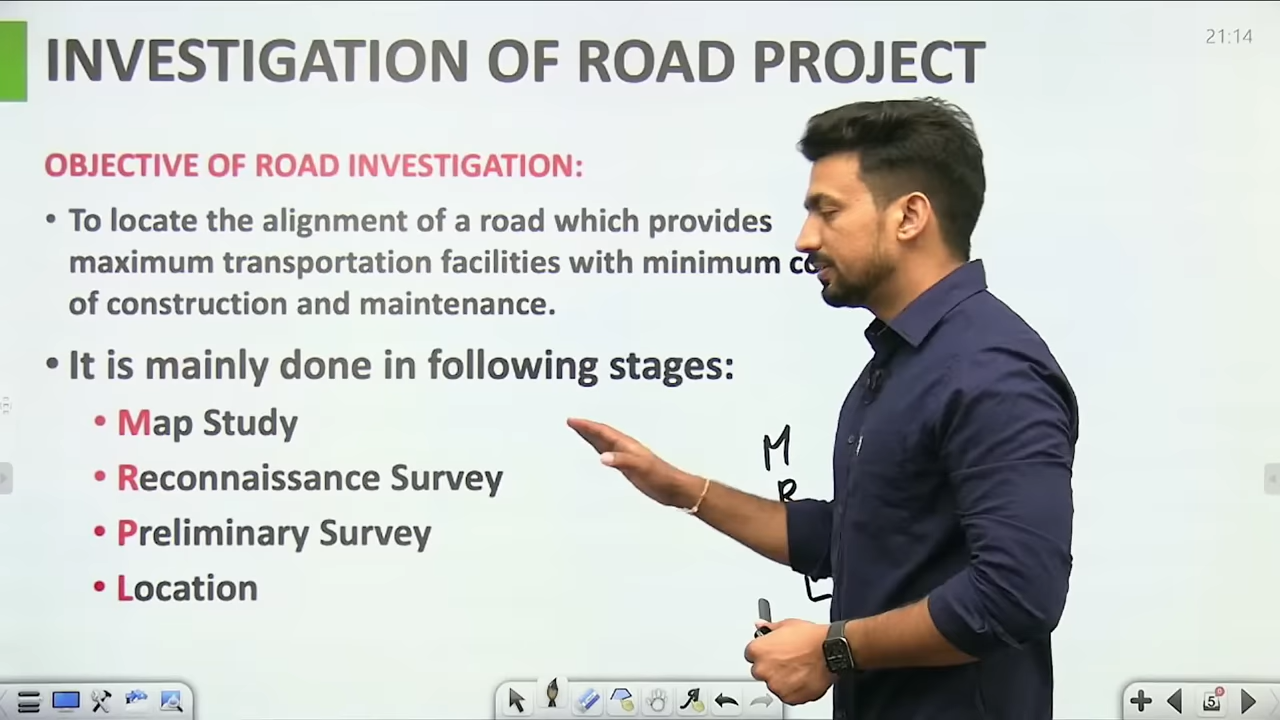 INVESTIGATION OF ROAD PROJECT
21:14
OBJECTIVE OF ROAD INVESTIGATION:
• To locate the alignment of a road which provides
maximum transportation facilities with minimum
of construction and maintenance.
• It is mainly done in following stages:
• Map Study
• Reconnaissance Survey
• Preliminary Survey
• Location
M
R
L
5